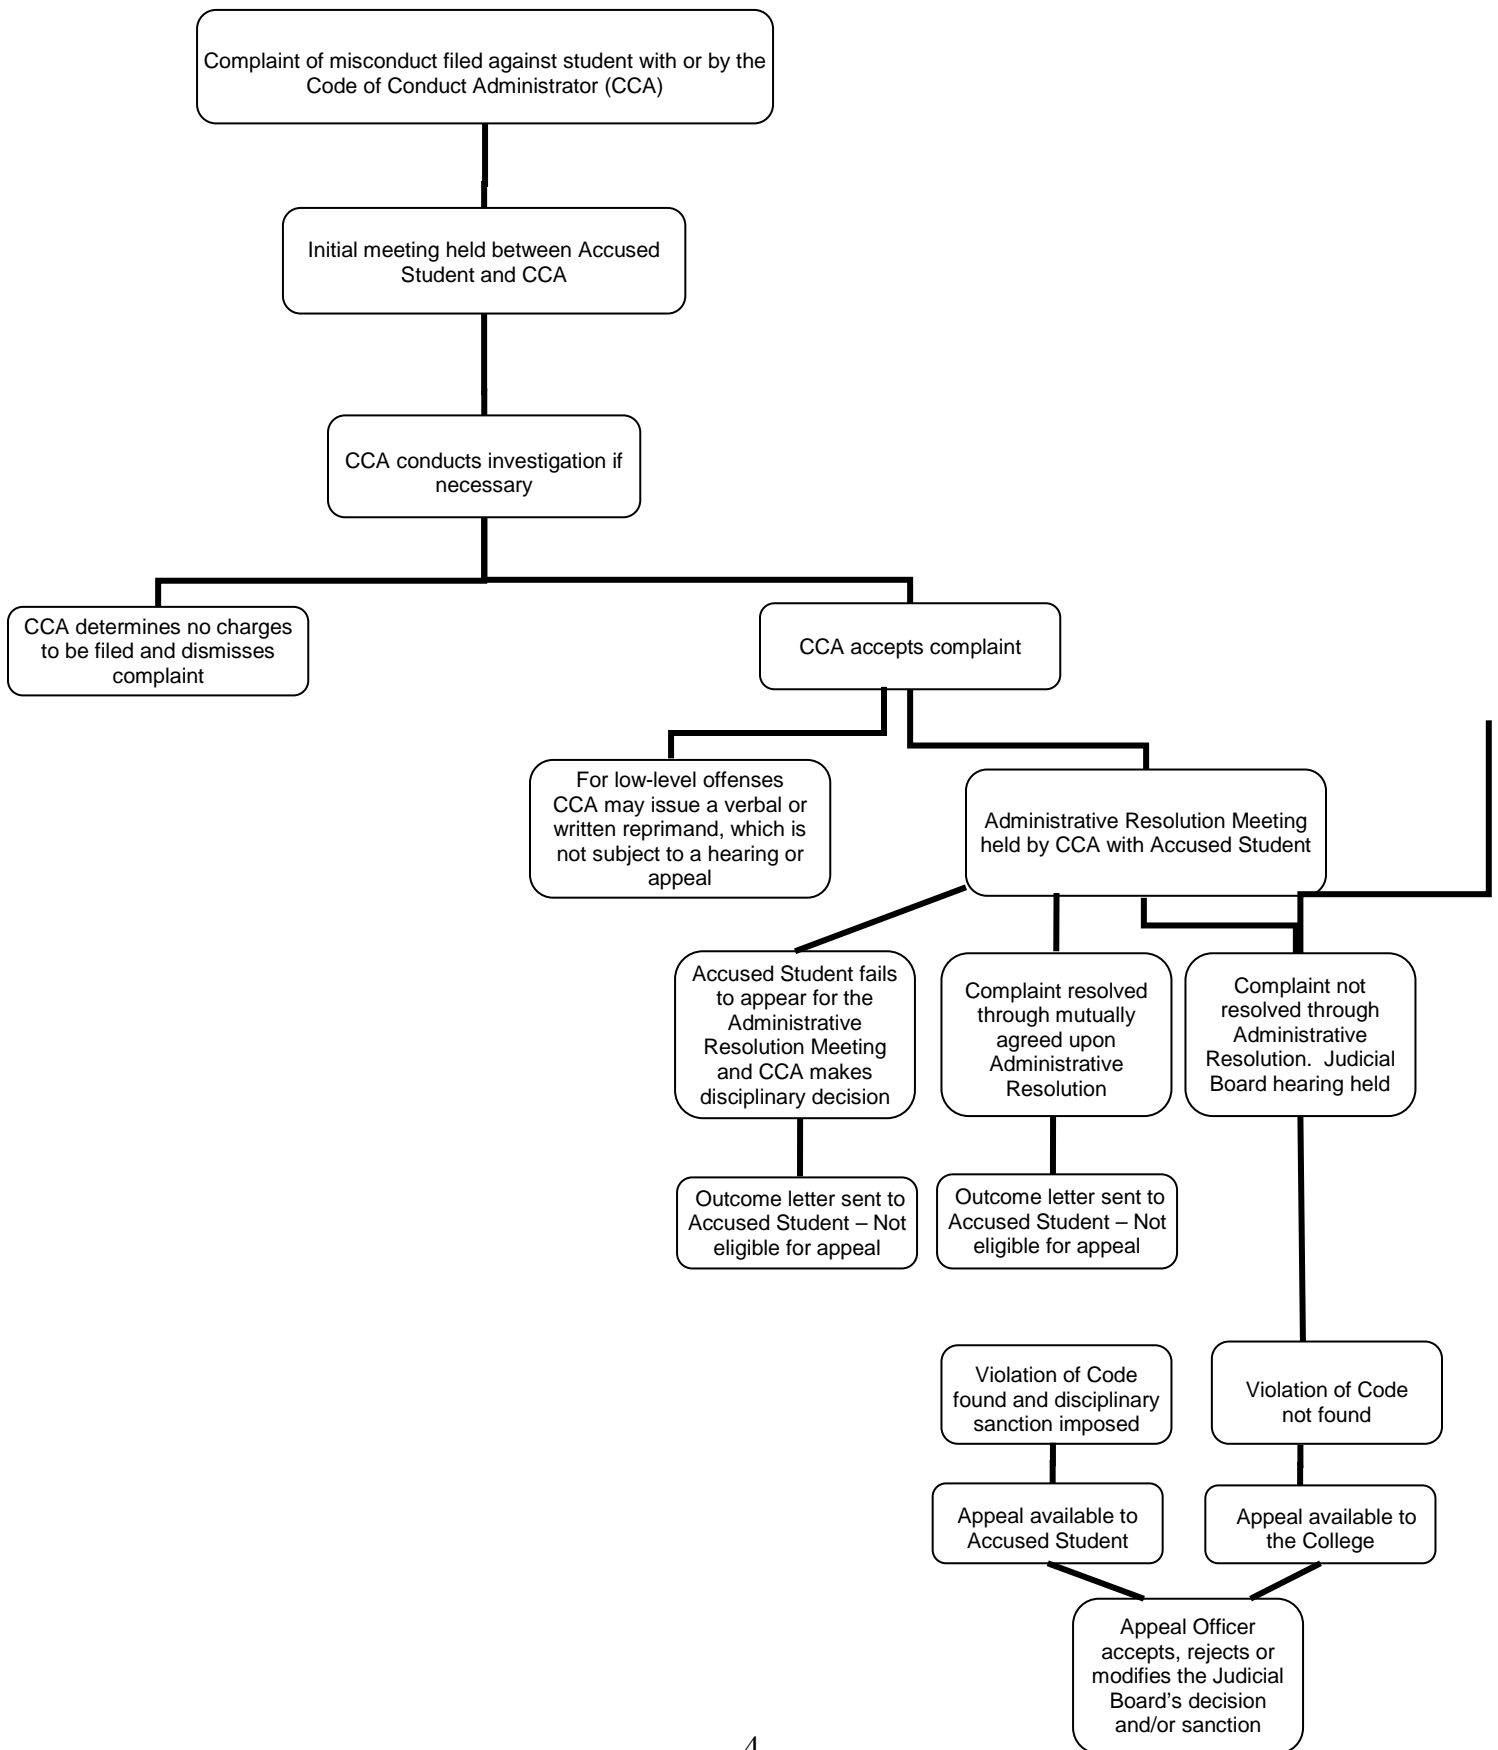 Complaint of misconduct filed against student with or by the
Code of Conduct Administrator (CCA)
Initial meeting held between Accused
Student and CCA
CCA conducts investigation if
necessary
CCA determines no charges
to be filed and dismisses
complaint
CCA accepts complaint
For low-level offenses
CCA may issue a verbal or
written reprimand, which is
not subject to a hearing or
appeal
Administrative Resolution Meeting
held by CCA with Accused Student
Accused Student fails
to appear for the
Administrative
Resolution Meeting
and CCA makes
disciplinary decision
Complaint resolved
through mutually
agreed upon
Administrative
Resolution
Complaint not
resolved through
Administrative
Resolution.  Judicial
Board hearing held
Outcome letter sent to
Accused Student – Not
eligible for appeal
Outcome letter sent to
Accused Student – Not
eligible for appeal
Violation of Code
found and disciplinary
sanction imposed
Violation of Code
not found
Appeal available to
Accused Student
Appeal available to
the College
Appeal Officer
accepts, rejects or
modifies the Judicial
Board’s decision
and/or sanction
4